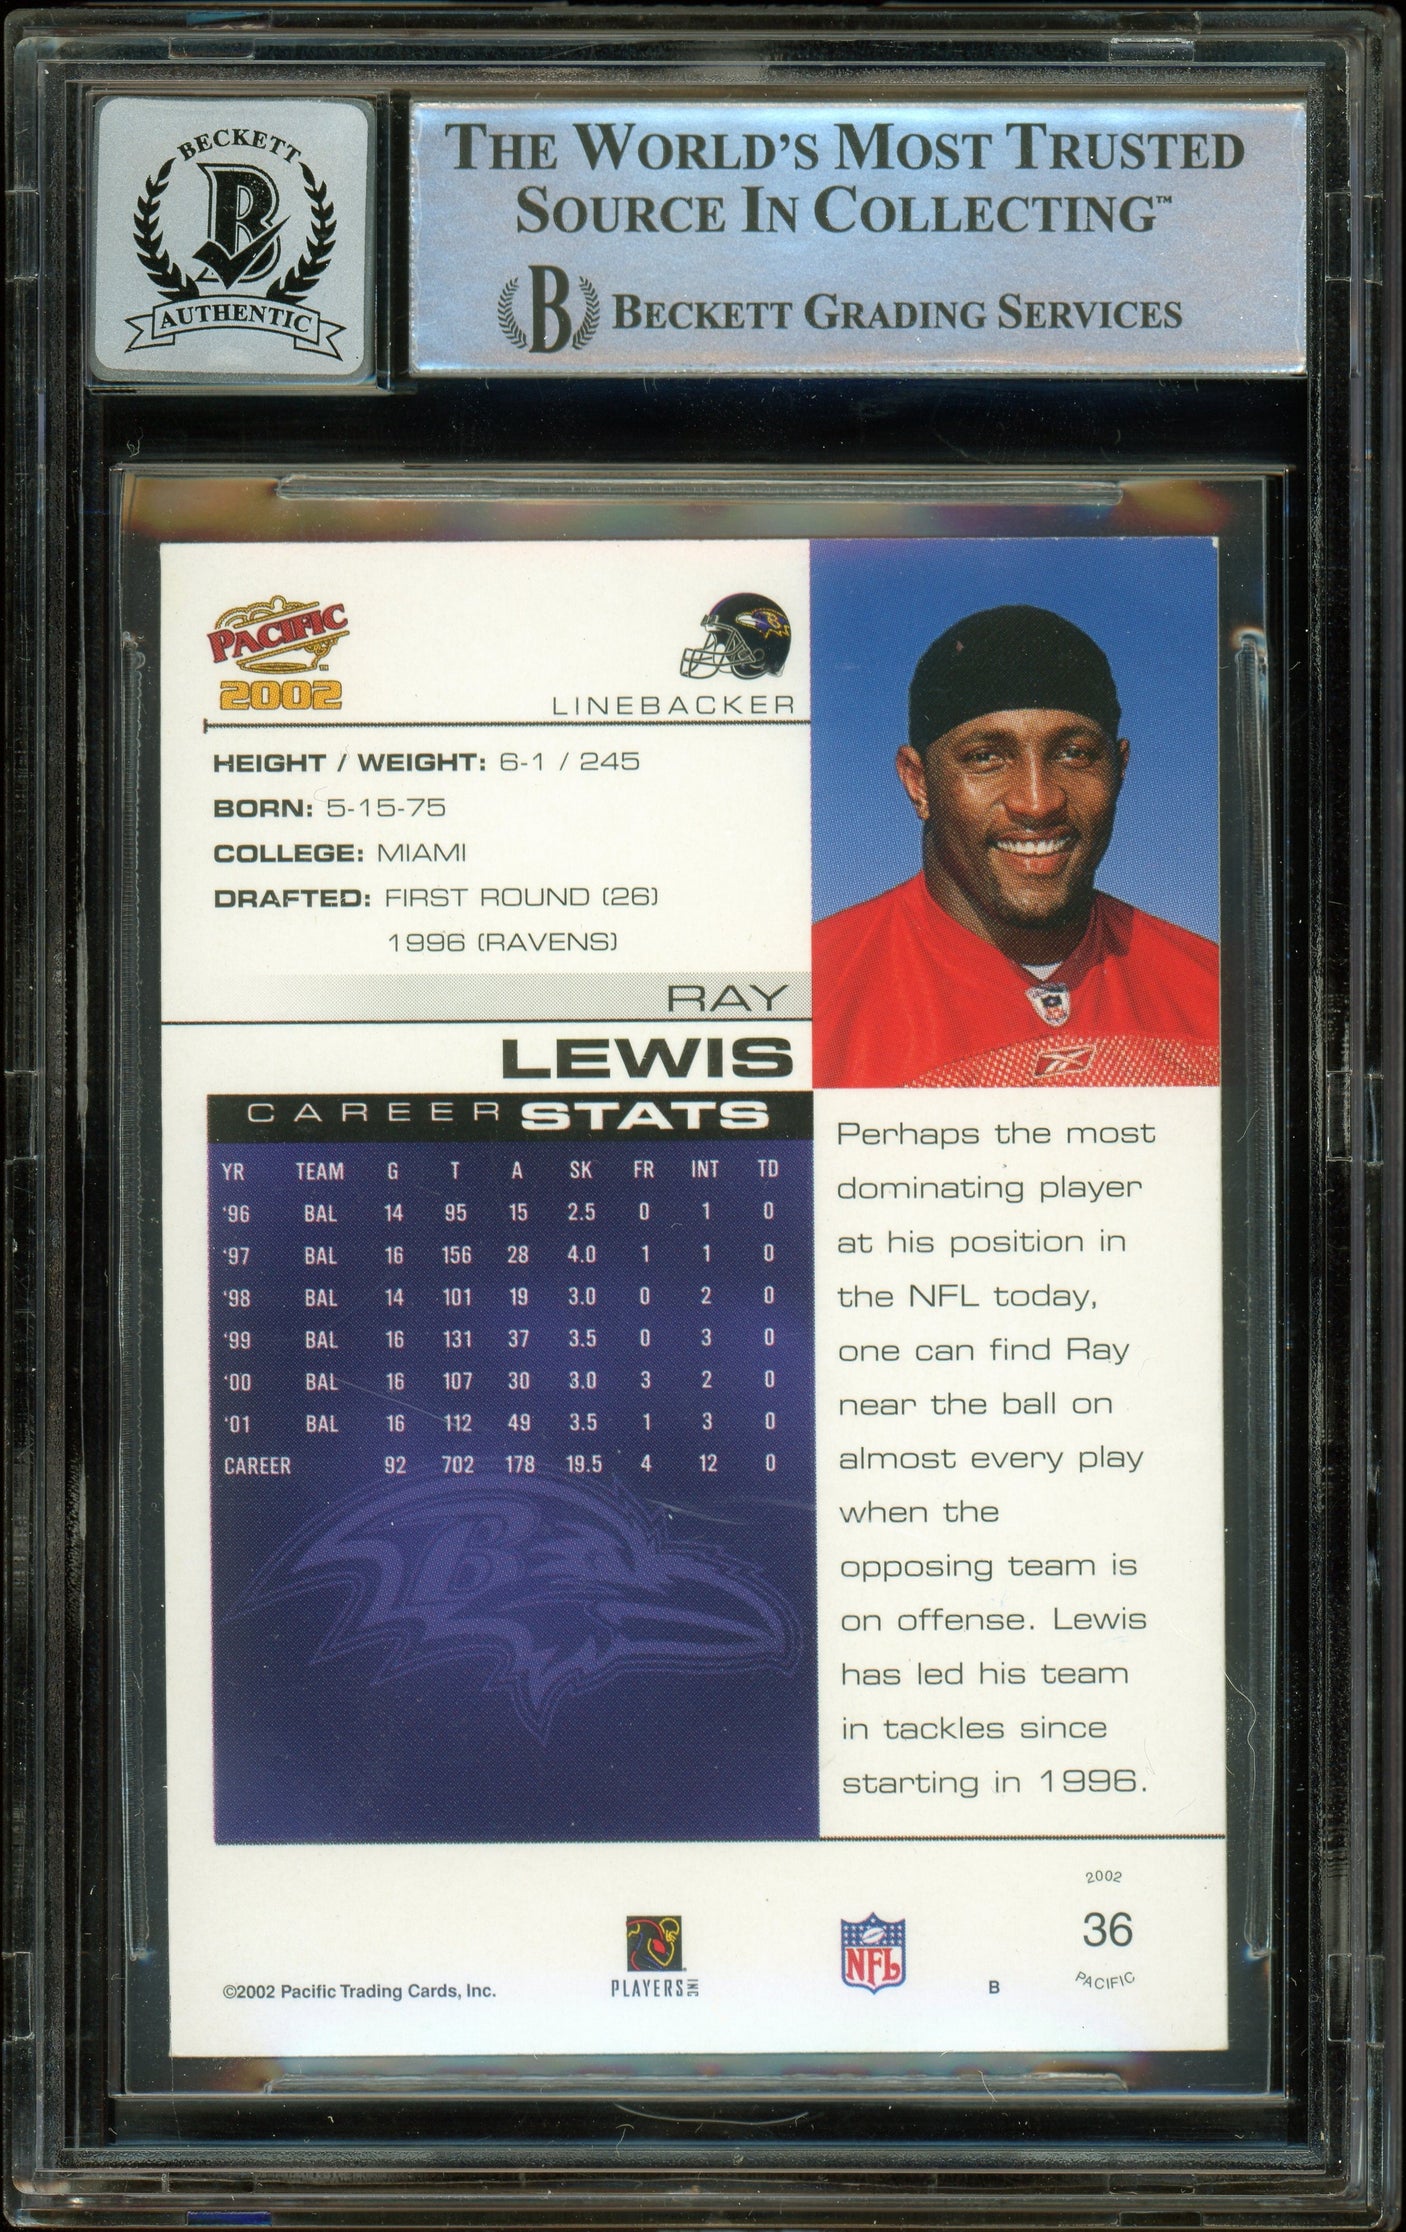 BECKETT
B
AUTHENTIC
THE WORLD'S MOST TRUSTED
SOURCE IN COLLECTING™
B BECKETT GRADING SERVICES
PACIFIC
2002
LINEBACKER
HEIGHT / WEIGHT: 6-1 / 245
BORN: 5-15-75
COLLEGE: MIAMI
DRAFTED: FIRST ROUND (26)
1996 (RAVENS)
RAY
LEWIS
CAREER STATS
YR TEAM G T A SK FR INT TD
'96 BAL 14 95 15 2.5 0 1 0
'97 BAL 16 156 28 4.0 1 1 0
'98 BAL 14 101 19 3.0 0 2 0
'99 BAL 16 131 37 3.5 0 3 0
'00 BAL 16 107 30 3.0 3 2 0
'01 BAL 16 112 49 3.5 1 3 0
CAREER 92 702 178 19.5 4 12 0
B
Perhaps the most
dominating player
at his position in
the NFL today,
one can find Ray
near the ball on
almost every play
when the
opposing team is
on offense. Lewis
has led his team
in tackles since
starting in 1996.
©2002 Pacific Trading Cards, Inc.
PLAYERS INC
NFL
B
2002
36
PACIFIC